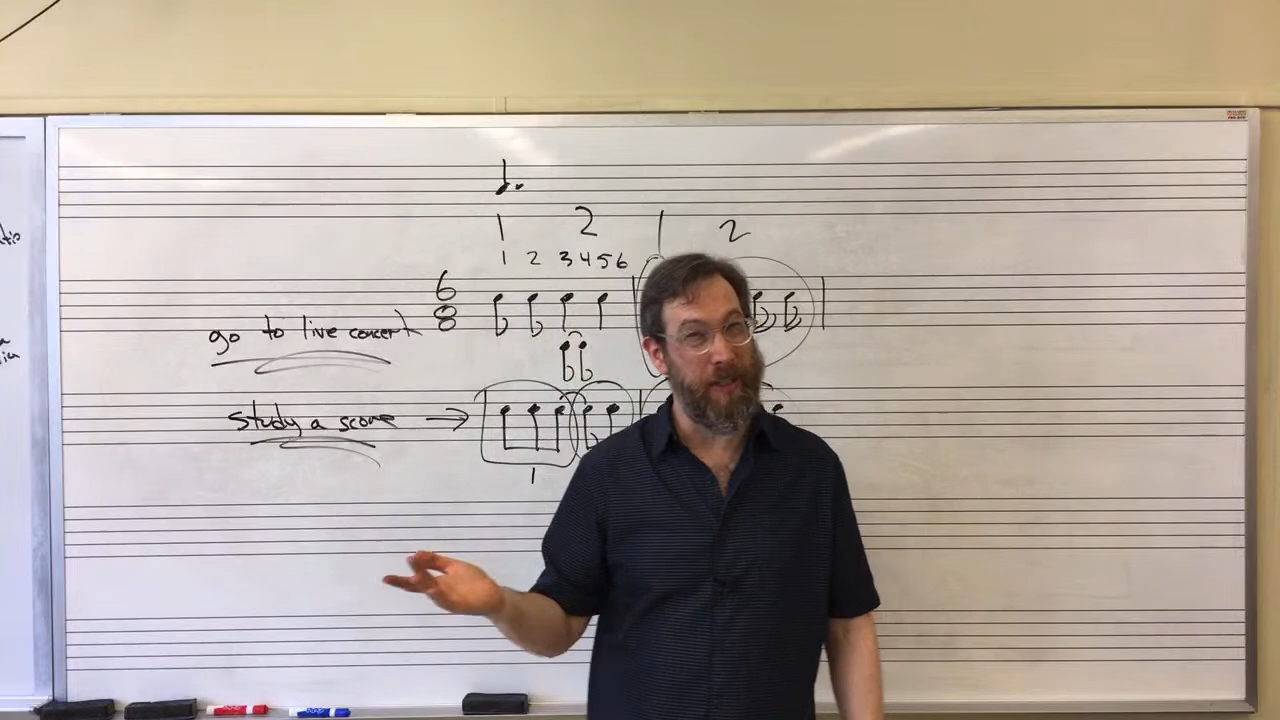 1 2 1 2
1 2 3 4 5 6
6
8
go to live concert
study a score →
1